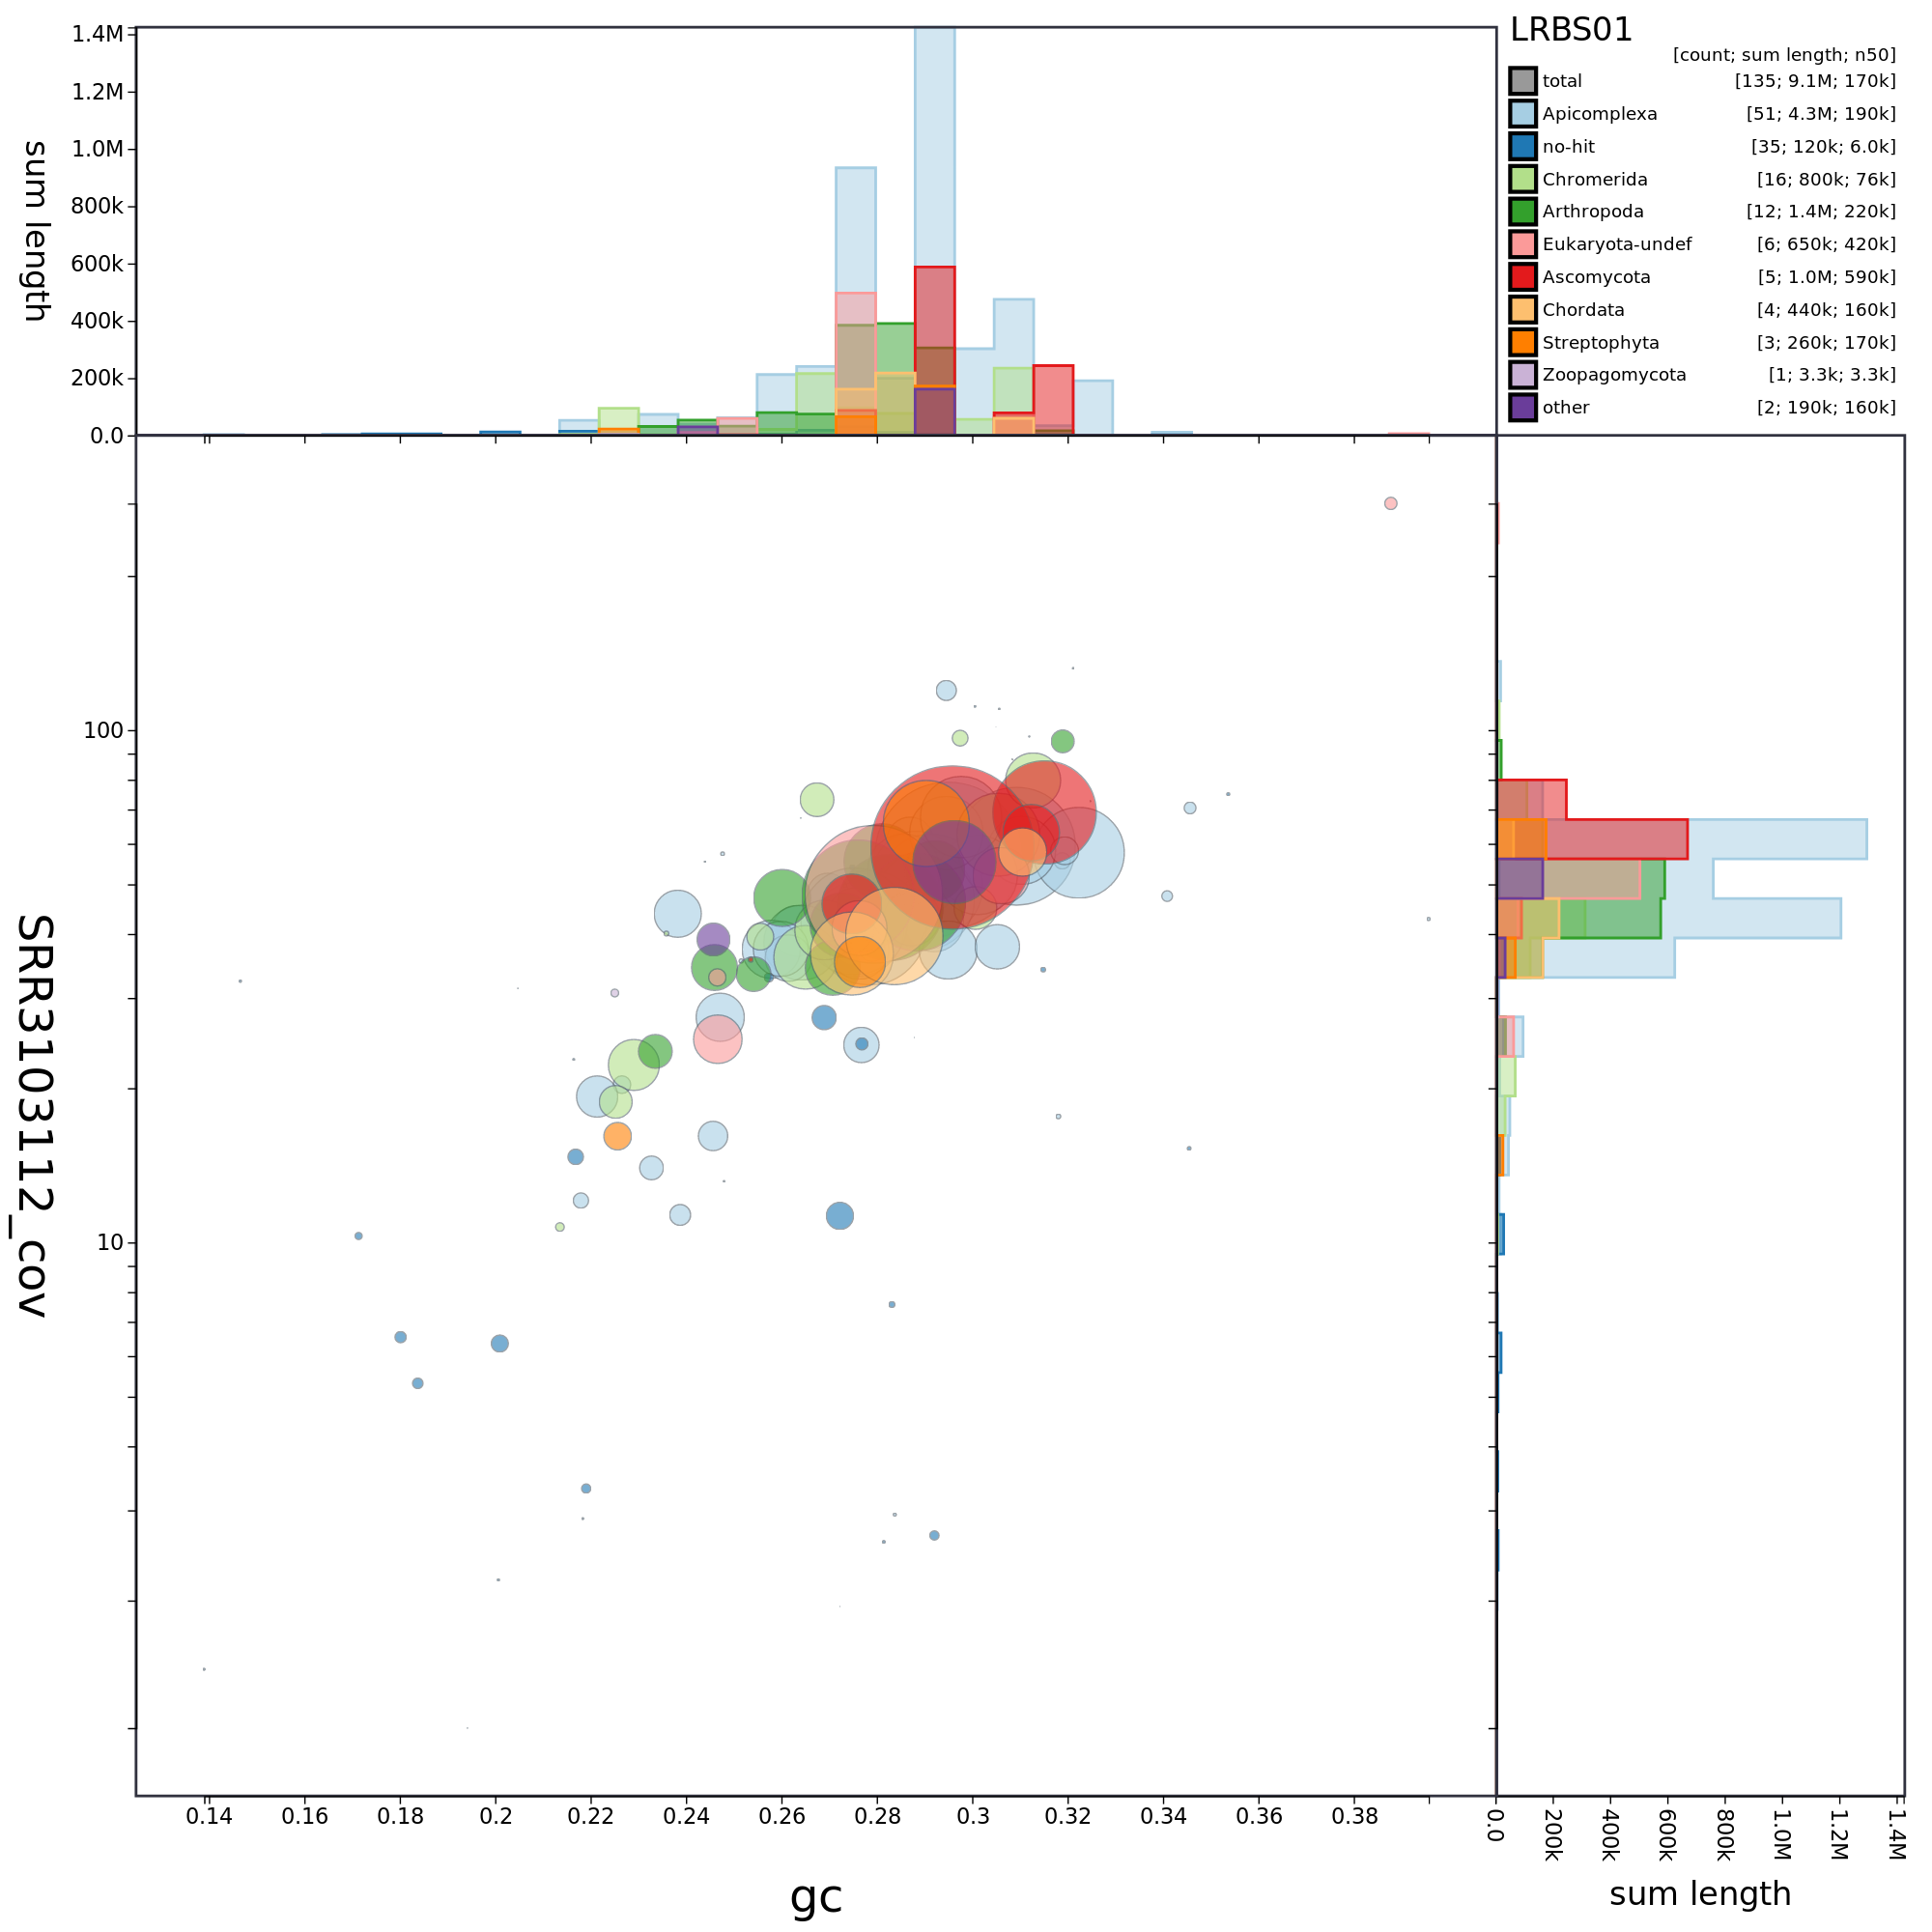 LRBS01
[count; sum length; n50]
total [135; 9.1M; 170k]
Apicomplexa [51; 4.3M; 190k]
no-hit [35; 120k; 6.0k]
Chromerida [16; 800k; 76k]
Arthropoda [12; 1.4M; 220k]
Eukaryota-undef [6; 650k; 420k]
Ascomycota [5; 1.0M; 590k]
Chordata [4; 440k; 160k]
Streptophyta [3; 260k; 170k]
Zoopagomycota [1; 3.3k; 3.3k]
other [2; 190k; 160k]
sum length
1.4M
1.2M
1.0M
800k
600k
400k
200k
0.0
SRR3103112_cov
100
10
0.14 0.16 0.18 0.2 0.22 0.24 0.26 0.28 0.3 0.32 0.34 0.36 0.38
gc
0.0 200k 400k 600k 800k 1.0M 1.2M 1.4M
sum length